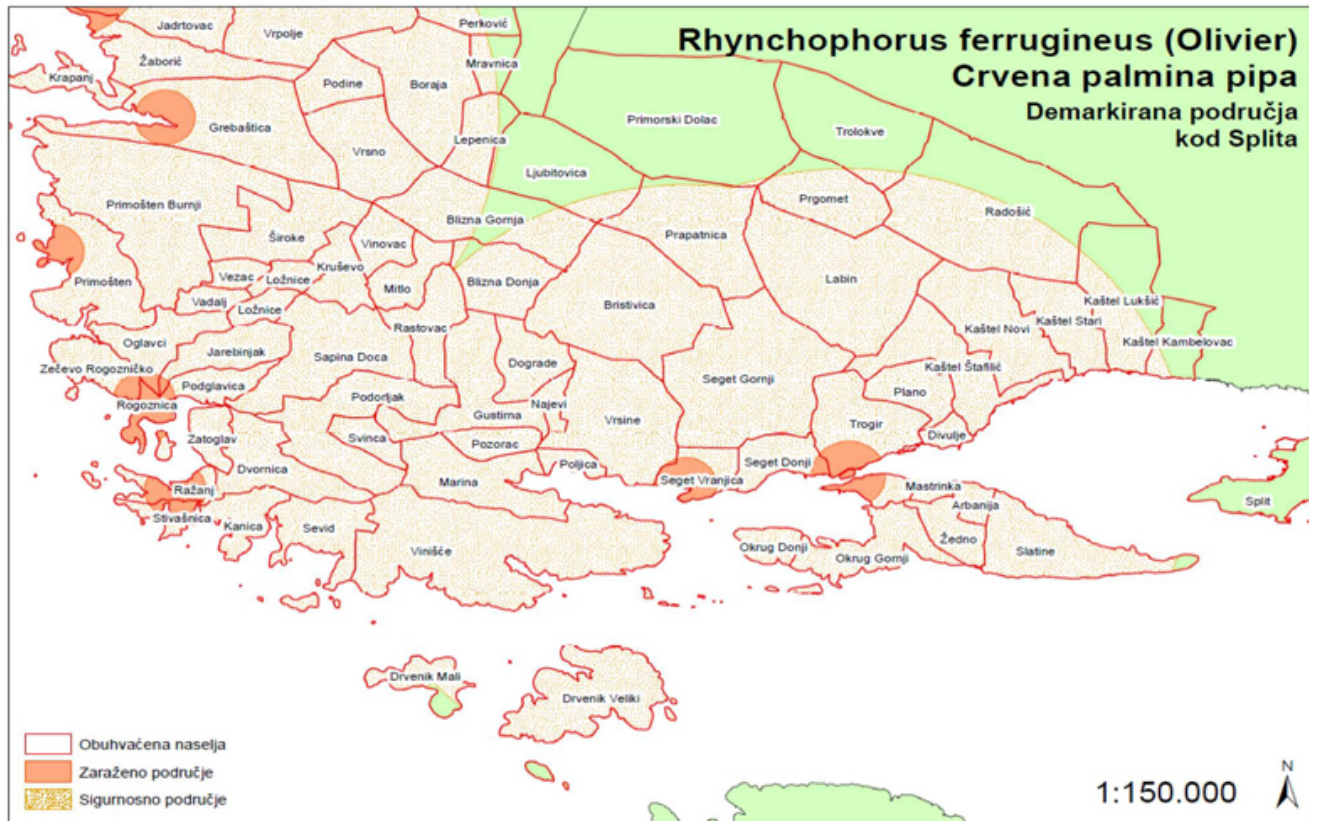 Rhynchophorus ferrugineus (Olivier)
Crvena palmina pipa
Demarkirana područja
kod Splita
Jadrtovac
Vrpolje
Perković
Žaborić
Mravnica
Krapanj
Podine
Boraja
Grebaštica
Primorski Dolac
Trolokve
Lepenica
Vrsno
Ljubitovica
Primošten Burnji
Prgomet
Radošić
Blizna Gornja
Prapatnica
Široke
Vinovac
Kruševo
Vezac
Ložnice
Primošten
Mitlo
Blizna Donja
Labin
Vadalj
Ložnice
Bristivica
Kaštel Lukšić
Kaštel Stari
Rastovac
Kaštel Novi
Oglavci
Kaštel Kambelovac
Jarebinjak
Sapina Doca
Dograde
Zečevo Rogozničko
Kaštel Štafilić
Seget Gornji
Podglavica
Plano
Podorljak
Rogoznica
Najevi
Gustirna
Vrsine
Trogir
Zatoglav
Svinca
Divulje
Pozorac
Poljica
Seget Donji
Dvornica
Marina
Seget Vranjica
Mastrinka
Ražanj
Split
Arbanija
Stivašnica
Kanica
Sevid
Žedno
Vinišće
Okrug Donji
Okrug Gornji
Slatine
Drvenik Mali
Drvenik Veliki
Obuhvaćena naselja
Zaraženo područje
Sigurnosno područje
1:150.000
N